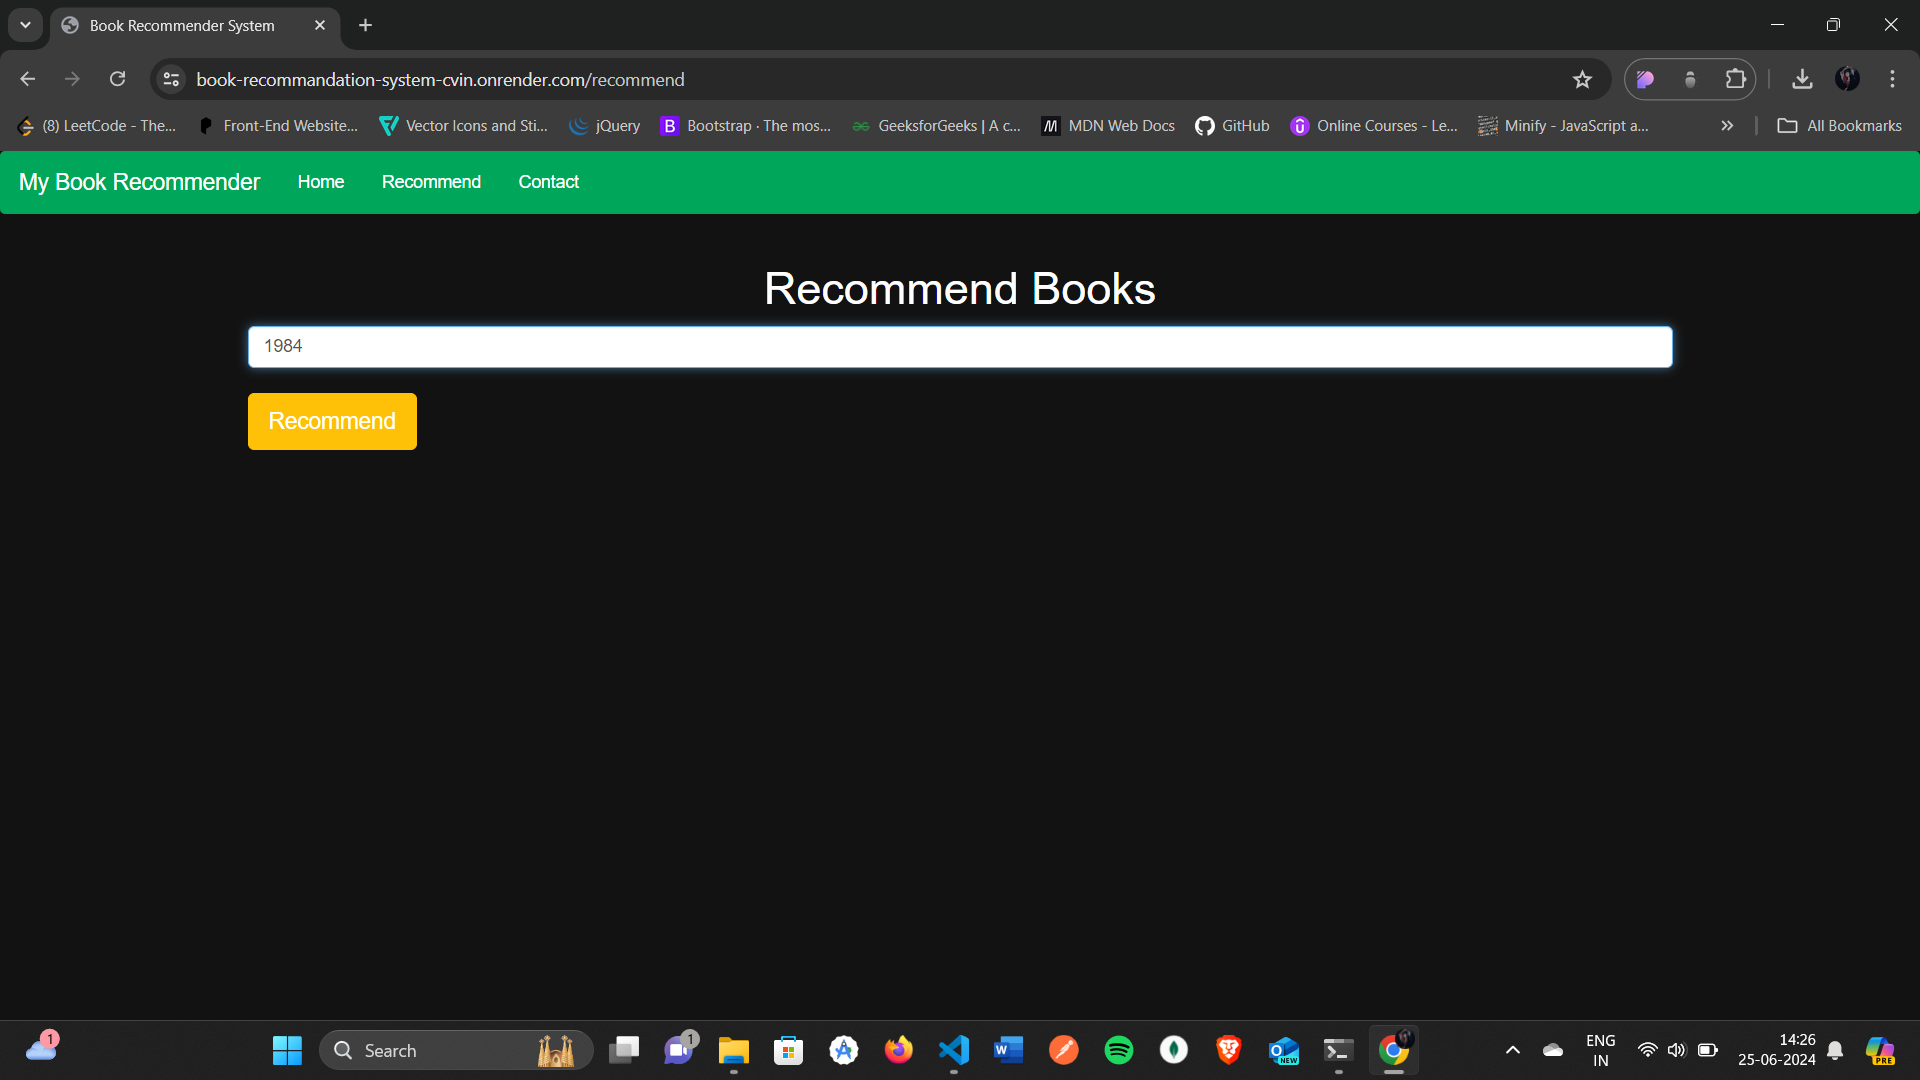 Book Recommender System
book-recommandation-system-cvin.onrender.com/recommend
(8) LeetCode - The...
Front-End Website...
Vector Icons and Sti...
jQuery
B
Bootstrap · The mos...
GeeksforGeeks | A c...
MDN Web Docs
GitHub
Online Courses - Le...
Minify - JavaScript a...
All Bookmarks
My Book Recommender
Home
Recommend
Contact
Recommend Books
1984
Recommend
1
Search
1
W
NEW
ENG
IN
14:26
25-06-2024
PRE